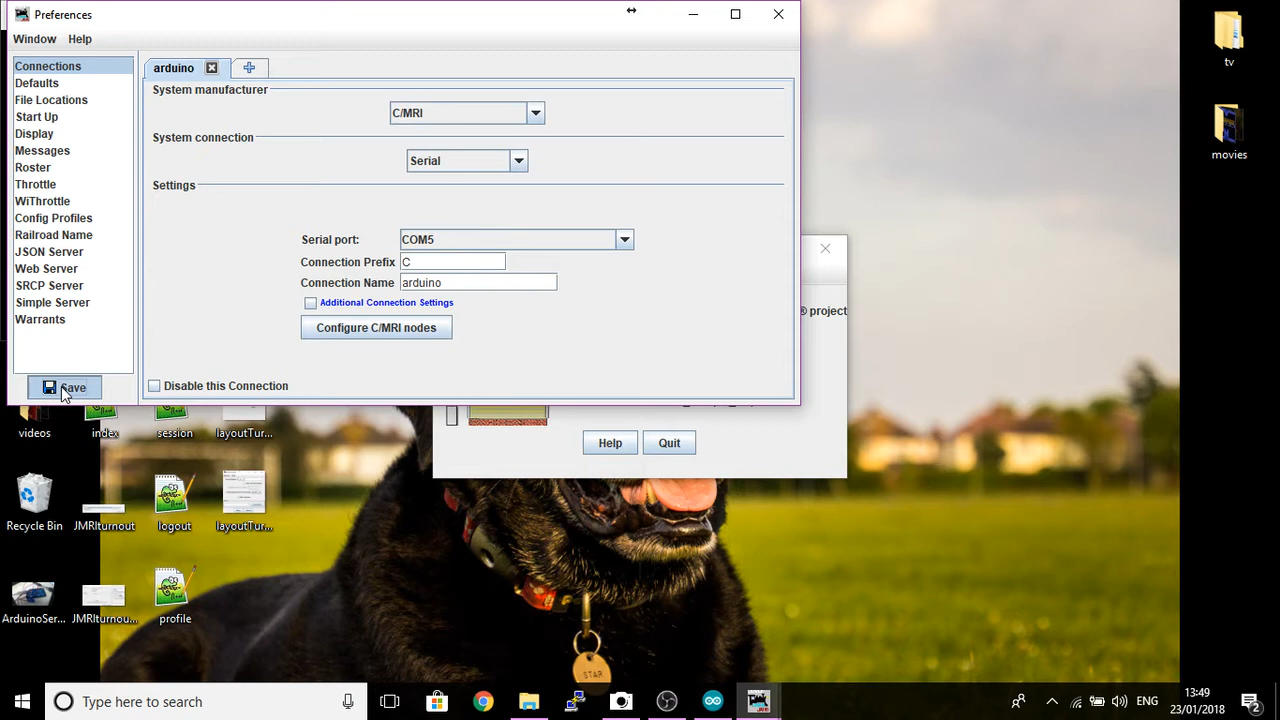 Preferences
Window Help
Connections
Defaults
File Locations
Start Up
Display
Messages
Roster
Throttle
WiThrottle
Config Profiles
Railroad Name
JSON Server
Web Server
SRCP Server
Simple Server
Warrants
Save
arduino
System manufacturer
C/MRI
System connection
Serial
Settings
Serial port: COM5
Connection Prefix C
Connection Name arduino
Additional Connection Settings
Configure C/MRI nodes
Disable this Connection
® project
Help Quit
tv
movies
videos index session layoutTur...
Recycle Bin JMRIturnout logout layoutTur...
ArduinoSer... JMRIturnou... profile
STAR
Type here to search
ENG
13:49
23/01/2018
2